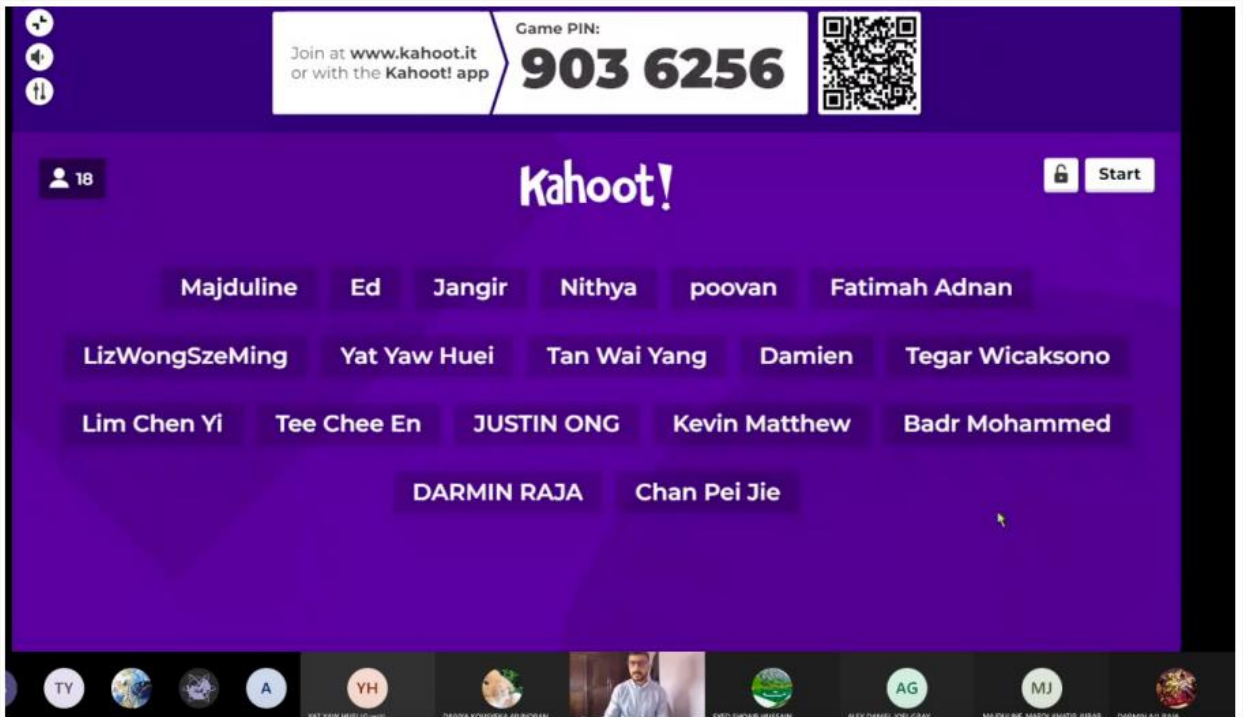 Join at www.kahoot.it
or with the Kahoot! app
Game PIN:
903 6256
18
Kahoot!
Start
Majduline Ed Jangir Nithya poovan Fatimah Adnan
LizWongSzeMing Yat Yaw Huei Tan Wai Yang Damien Tegar Wicaksono
Lim Chen Yi Tee Chee En JUSTIN ONG Kevin Matthew Badr Mohammed
DARMIN RAJA Chan Pei Jie
TY A YH AG MJ